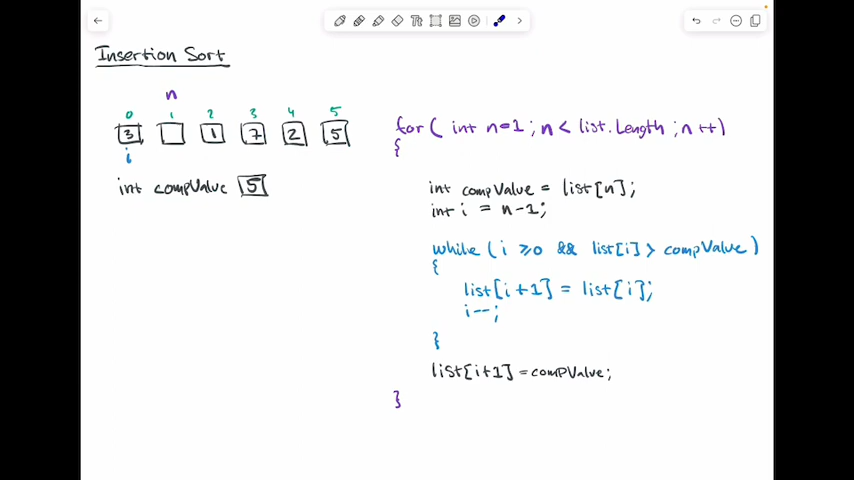 Insertion Sort
n
0 1 2 3 4 5
3 1 7 2 5
i
int compValue 5
for( int n=1 ; n < list.Length ; n++)
{
int compValue = list[n];
int i = n-1;
while ( i ≥0 && list[i] > compValue )
{
list[i+1] = list[i];
i--;
}
list[i+1] = compValue;
}